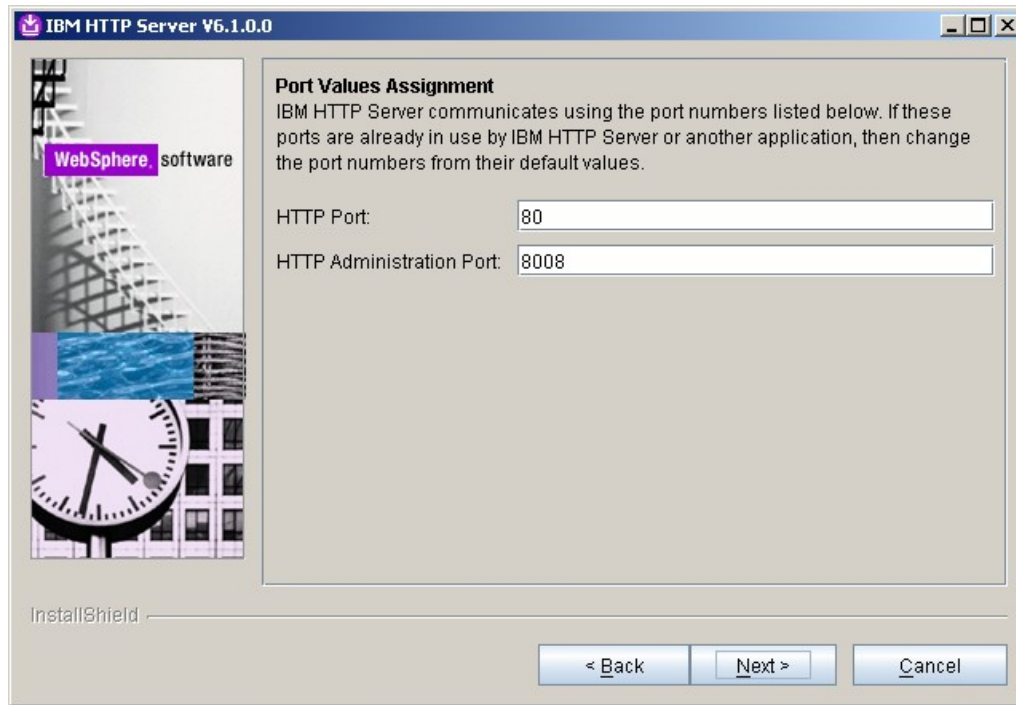 IBM HTTP Server V6.1.0.0
WebSphere. software
Port Values Assignment
IBM HTTP Server communicates using the port numbers listed below. If these
ports are already in use by IBM HTTP Server or another application, then change
the port numbers from their default values.
HTTP Port: 80
HTTP Administration Port: 8008
InstallShield
< Back Next > Cancel